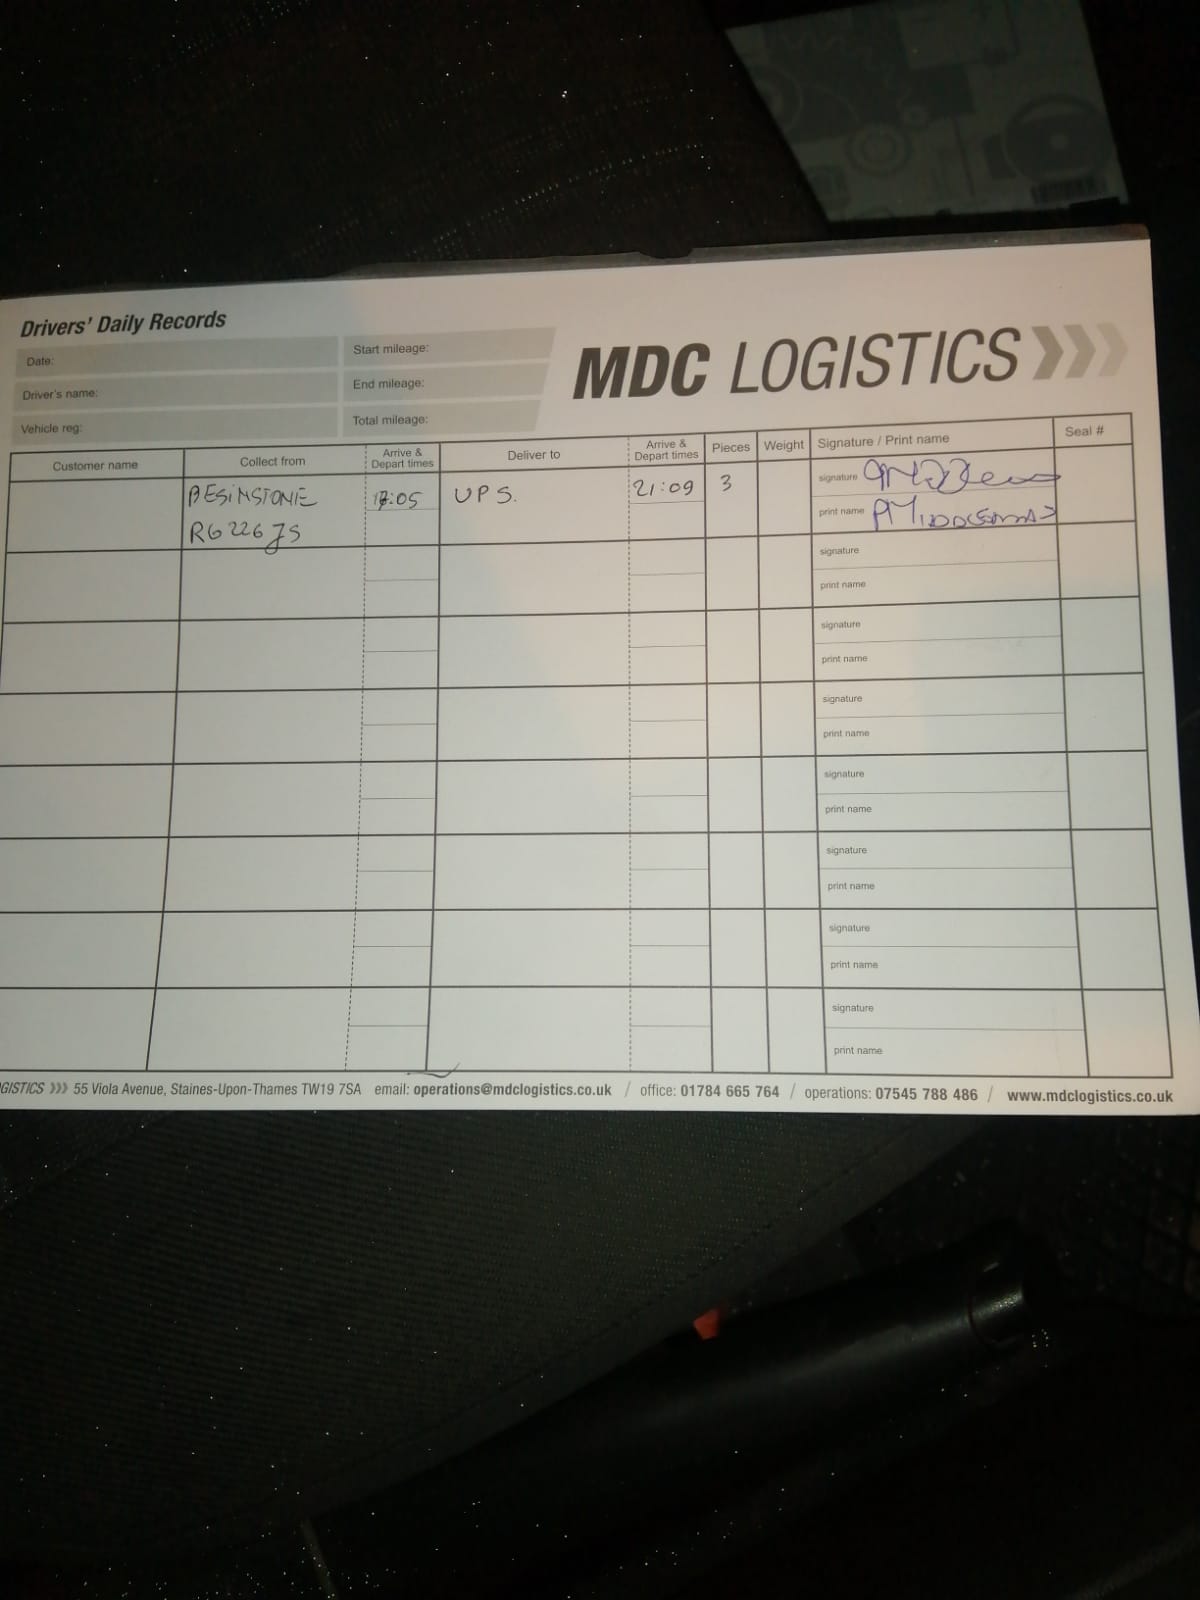 Drivers' Daily Records
Date:
Driver's name:
Vehicle reg:
Start mileage:
End mileage:
Total mileage:
MDC LOGISTICS
Customer name
Collect from
Arrive &
Depart times
Deliver to
Arrive &
Depart times
Pieces
Weight
Signature / Print name
Seal #
BESINSTONIE
RG226JS
:05
UPS.
21:09
3
signature
print name
signature
print name
signature
print name
signature
print name
signature
print name
signature
print name
signature
print name
signature
print name
GISTICS 55 Viola Avenue, Staines-Upon-Thames TW19 7SA email: operations@mdclogistics.co.uk / office: 01784 665 764 / operations: 07545 788 486 / www.mdclogistics.co.uk